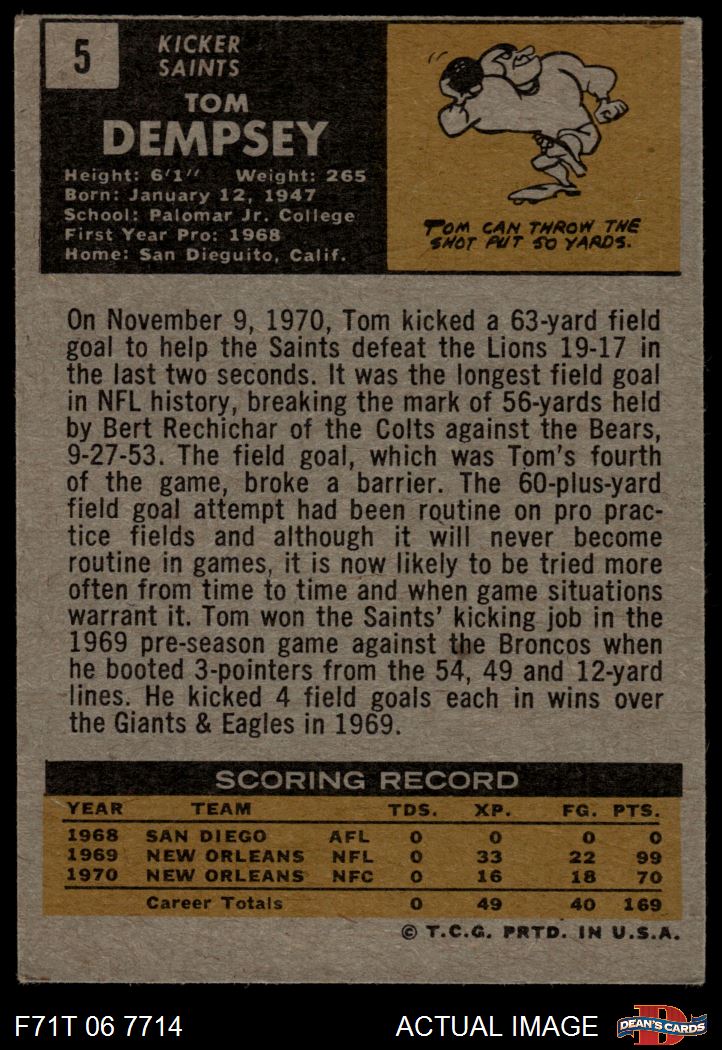 5
KICKER
SAINTS
TOM
DEMPSEY
Height: 6'1" Weight: 265
Born: January 12, 1947
School: Palomar Jr. College
First Year Pro: 1968
Home: San Dieguito, Calif.
TOM CAN THROW THE
SHOT PUT 50 YARDS.
On November 9, 1970, Tom kicked a 63-yard field
goal to help the Saints defeat the Lions 19-17 in
the last two seconds. It was the longest field goal
in NFL history, breaking the mark of 56-yards held
by Bert Rechichar of the Colts against the Bears,
9-27-53. The field goal, which was Tom's fourth
of the game, broke a barrier. The 60-plus-yard
field goal attempt had been routine on pro prac-
tice fields and although it will never become
routine in games, it is now likely to be tried more
often from time to time and when game situations
warrant it. Tom won the Saints' kicking job in the
1969 pre-season game against the Broncos when
he booted 3-pointers from the 54, 49 and 12-yard
lines. He kicked 4 field goals each in wins over
the Giants & Eagles in 1969.
SCORING RECORD
YEAR TEAM TDS. XP. FG. PTS.
1968 SAN DIEGO AFL 0 0 0 0
1969 NEW ORLEANS NFL 0 33 22 99
1970 NEW ORLEANS NFC 0 16 18 70
Career Totals 0 49 40 169
© T.C.G. PRTD. IN U.S.A.
F71T 06 7714 ACTUAL IMAGE
D
DEAN'S CARDS